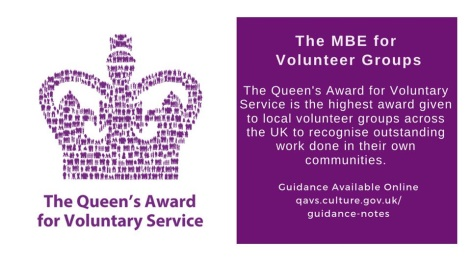 The Queen's Award
for Voluntary Service
The MBE for
Volunteer Groups
The Queen's Award for Voluntary
Service is the highest award given
to local volunteer groups across
the UK to recognise outstanding
work done in their own
communities.
Guidance Available Online
qavs.culture.gov.uk/
guidance-notes